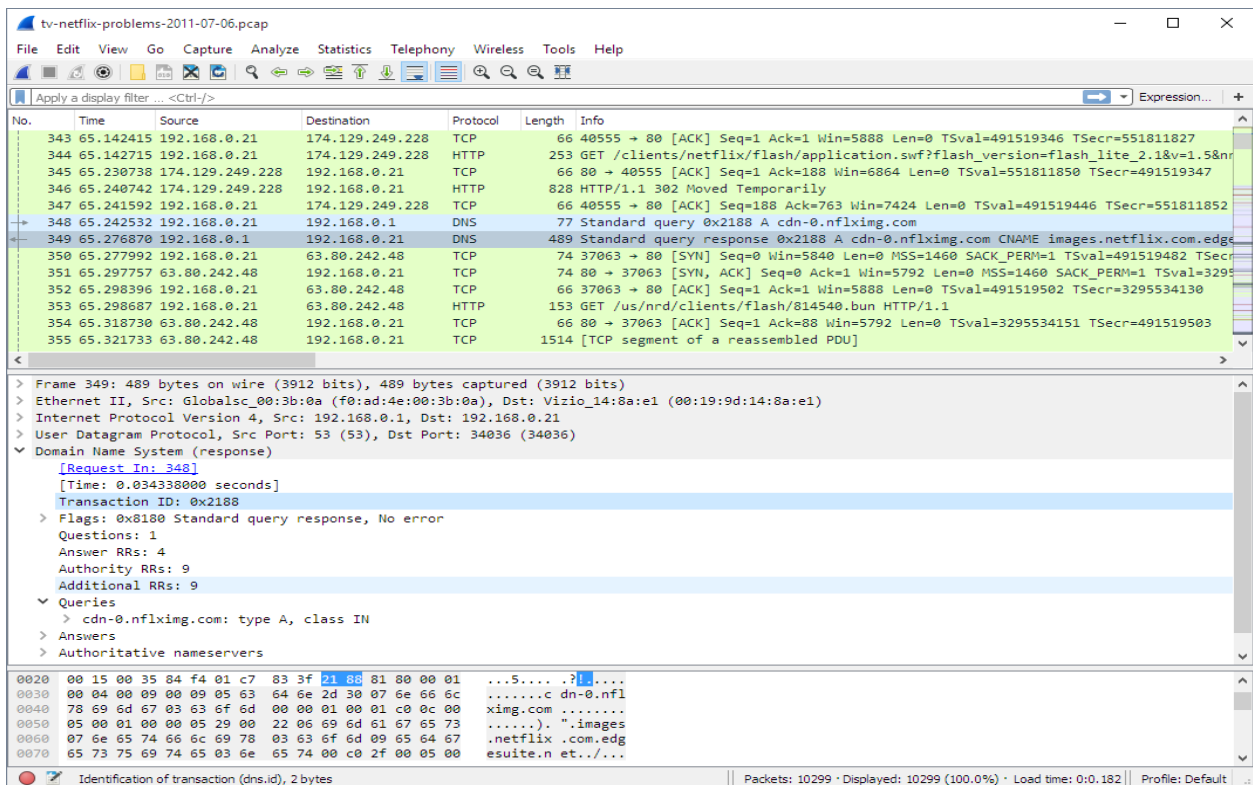 tv-netflix-problems-2011-07-06.pcap
File Edit View Go Capture Analyze Statistics Telephony Wireless Tools Help
Apply a display filter ... <Ctrl-/> Expression... +
No. Time Source Destination Protocol Length Info
343 65.142415 192.168.0.21 174.129.249.228 TCP 66 40555 → 80 [ACK] Seq=1 Ack=1 Win=5888 Len=0 TSval=491519346 TSecr=551811827
344 65.142715 192.168.0.21 174.129.249.228 HTTP 253 GET /clients/netflix/flash/application.swf?flash_version=flash_lite_2.1&v=1.5&nr
345 65.230738 174.129.249.228 192.168.0.21 TCP 66 80 → 40555 [ACK] Seq=1 Ack=188 Win=6864 Len=0 TSval=551811850 TSecr=491519347
346 65.240742 174.129.249.228 192.168.0.21 HTTP 828 HTTP/1.1 302 Moved Temporarily
347 65.241592 192.168.0.21 174.129.249.228 TCP 66 40555 → 80 [ACK] Seq=188 Ack=763 Win=7424 Len=0 TSval=491519446 TSecr=551811852
348 65.242532 192.168.0.21 192.168.0.1 DNS 77 Standard query 0x2188 A cdn-0.nflximg.com
349 65.276870 192.168.0.1 192.168.0.21 DNS 489 Standard query response 0x2188 A cdn-0.nflximg.com CNAME images.netflix.com.edge
350 65.277992 192.168.0.21 63.80.242.48 TCP 74 37063 → 80 [SYN] Seq=0 Win=5840 Len=0 MSS=1460 SACK_PERM=1 TSval=491519482 TSecr
351 65.297757 63.80.242.48 192.168.0.21 TCP 74 80 → 37063 [SYN, ACK] Seq=0 Ack=1 Win=5792 Len=0 MSS=1460 SACK_PERM=1 TSval=3295
352 65.298396 192.168.0.21 63.80.242.48 TCP 66 37063 → 80 [ACK] Seq=1 Ack=1 Win=5888 Len=0 TSval=491519502 TSecr=3295534130
353 65.298687 192.168.0.21 63.80.242.48 HTTP 153 GET /us/nrd/clients/flash/814540.bun HTTP/1.1
354 65.318730 63.80.242.48 192.168.0.21 TCP 66 80 → 37063 [ACK] Seq=1 Ack=88 Win=5792 Len=0 TSval=3295534151 TSecr=491519503
355 65.321733 63.80.242.48 192.168.0.21 TCP 1514 [TCP segment of a reassembled PDU]
> Frame 349: 489 bytes on wire (3912 bits), 489 bytes captured (3912 bits)
> Ethernet II, Src: Globalsc_00:3b:0a (f0:ad:4e:00:3b:0a), Dst: Vizio_14:8a:e1 (00:19:9d:14:8a:e1)
> Internet Protocol Version 4, Src: 192.168.0.1, Dst: 192.168.0.21
> User Datagram Protocol, Src Port: 53 (53), Dst Port: 34036 (34036)
Domain Name System (response)
[Request In: 348]
[Time: 0.034338000 seconds]
Transaction ID: 0x2188
> Flags: 0x8180 Standard query response, No error
Questions: 1
Answer RRs: 4
Authority RRs: 9
Additional RRs: 9
Queries
> cdn-0.nflximg.com: type A, class IN
> Answers
> Authoritative nameservers
0020 00 15 00 35 84 f4 01 c7 83 3f 21 88 81 80 00 01 ...5.... .?!.....
0030 00 04 00 09 00 09 05 63 64 6e 2d 30 07 6e 66 6c .......c dn-0.nfl
0040 78 69 6d 67 03 63 6f 6d 00 00 01 00 01 c0 0c 00 ximg.com ........
0050 05 00 01 00 00 05 29 00 22 06 69 6d 61 67 65 73 ......). ".images
0060 07 6e 65 74 66 6c 69 78 03 63 6f 6d 09 65 64 67 .netflix .com.edg
0070 65 73 75 69 74 65 03 6e 65 74 00 c0 2f 00 05 00 esuite.n et../...
Identification of transaction (dns.id), 2 bytes Packets: 10299 · Displayed: 10299 (100.0%) · Load time: 0:0.182 Profile: Default